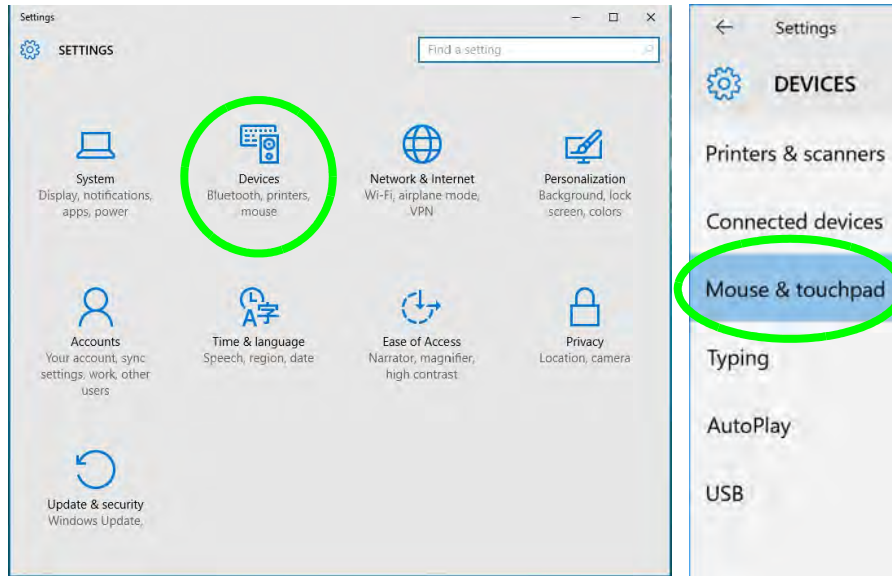 Settings
SETTINGS
Find a setting
System
Display, notifications,
apps, power
Devices
Bluetooth, printers,
mouse
Network & Internet
Wi-Fi, airplane mode,
VPN
Personalization
Background, lock
screen, colors
Accounts
Your account, sync
settings, work, other
users
Time & language
Speech, region, date
Ease of Access
Narrator, magnifier,
high contrast
Privacy
Location, camera
Update & security
Windows Update,
Settings
DEVICES
Printers & scanners
Connected devices
Mouse & touchpad
Typing
AutoPlay
USB